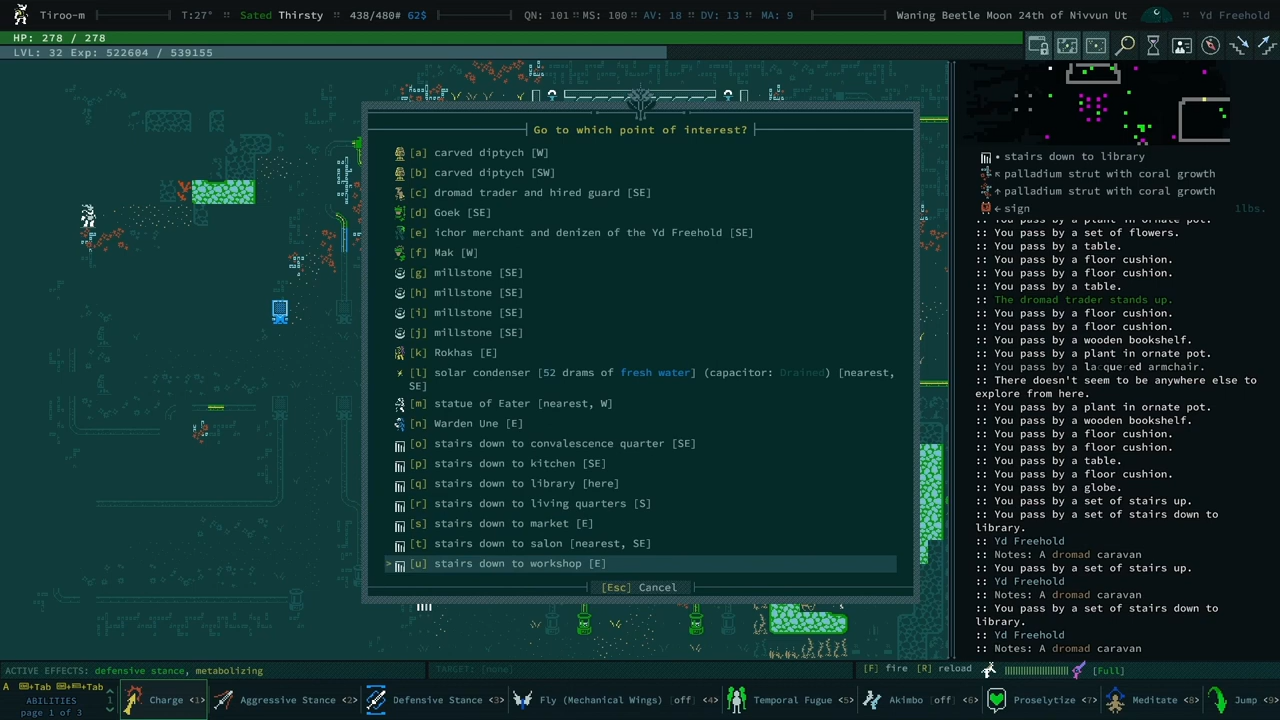 Tiroo-m T:27° :: Sated Thirsty 438/480# 62$ QN: 101 :: MS: 100 :: AV: 18 :: DV: 13 :: MA: 9 Waning Beetle Moon 24th of Nivvun Ut :: Yd Freehold
HP: 278 / 278
LVL: 32 Exp: 522604 / 539155
Go to which point of interest?
[a] carved diptych [W]
[b] carved diptych [SW]
[c] dromad trader and hired guard [SE]
[d] Goek [SE]
[e] ichor merchant and denizen of the Yd Freehold [SE]
[f] Mak [W]
[g] millstone [SE]
[h] millstone [SE]
[i] millstone [SE]
[j] millstone [SE]
[k] Rokhas [E]
[l] solar condenser [52 drams of fresh water] (capacitor: Drained) [nearest,
SE]
[m] statue of Eater [nearest, W]
[n] Warden Une [E]
[o] stairs down to convalescence quarter [SE]
[p] stairs down to kitchen [SE]
[q] stairs down to library [here]
[r] stairs down to living quarters [S]
[s] stairs down to market [E]
[t] stairs down to salon [nearest, SE]
> [u] stairs down to workshop [E]
[Esc] Cancel
stairs down to library
palladium strut with coral growth
palladium strut with coral growth
sign 1lbs.
:: You pass by a plant in ornate pot.
:: You pass by a set of flowers.
:: You pass by a table.
:: You pass by a floor cushion.
:: You pass by a floor cushion.
:: You pass by a table.
:: The dromad trader stands up.
:: You pass by a floor cushion.
:: You pass by a floor cushion.
:: You pass by a wooden bookshelf.
:: You pass by a plant in ornate pot.
:: You pass by a lacquered armchair.
:: There doesn't seem to be anywhere else to
explore from here.
:: You pass by a plant in ornate pot.
:: You pass by a wooden bookshelf.
:: You pass by a floor cushion.
:: You pass by a floor cushion.
:: You pass by a table.
:: You pass by a floor cushion.
:: You pass by a globe.
:: You pass by a set of stairs up.
:: You pass by a set of stairs down to
library.
:: Yd Freehold
:: Notes: A dromad caravan
:: You pass by a set of stairs up.
:: Yd Freehold
:: Notes: A dromad caravan
:: You pass by a set of stairs down to
library.
:: Yd Freehold
:: Notes: A dromad caravan
ACTIVE EFFECTS: defensive stance, metabolizing
TARGET: [none]
[F] fire [R] reload [Full]
A Tab Tab
ABILITIES 1
page 1 of 3
Charge <1> Aggressive Stance <2> Defensive Stance <3> Fly (Mechanical Wings) [off] <4> Temporal Fugue <5> Akimbo [off] <6> Proselytize <7> Meditate <8> Jump <9>